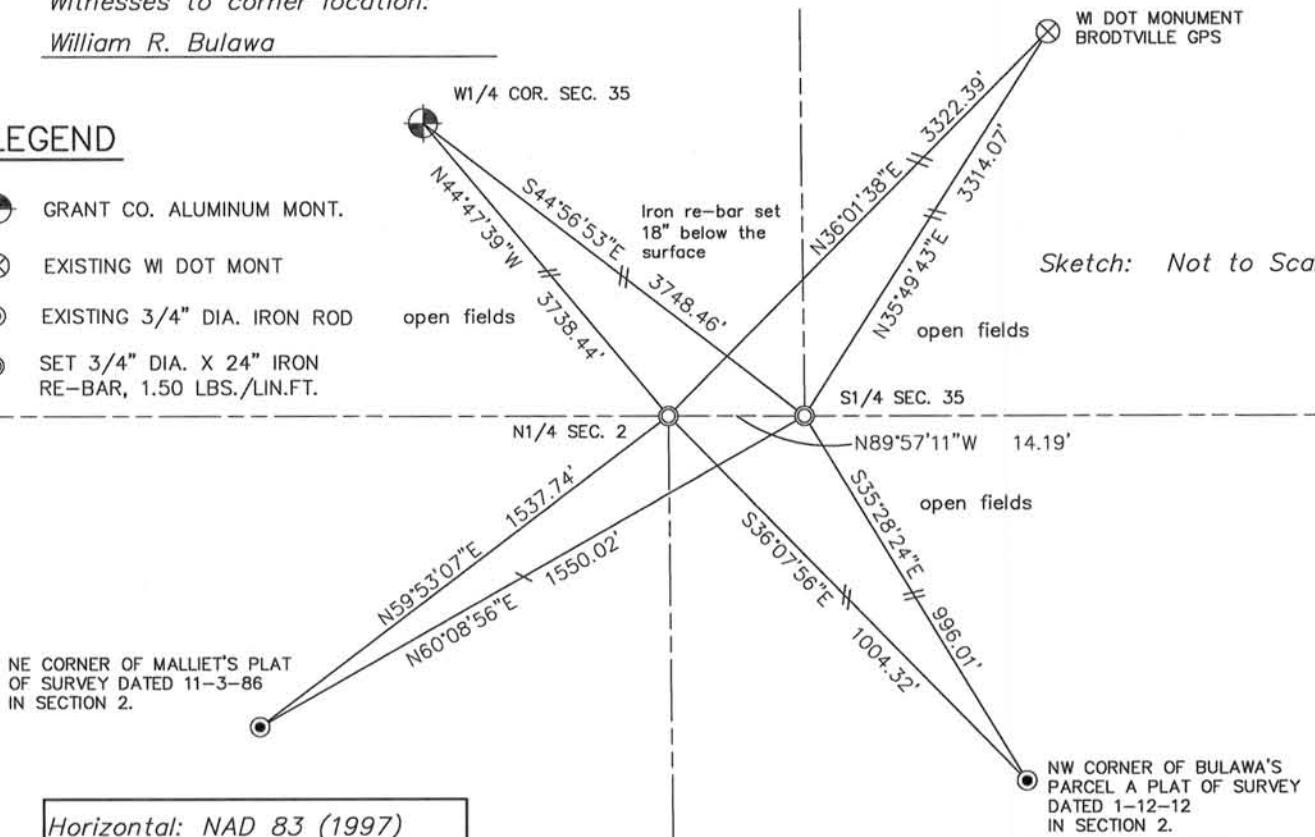 Witnesses to corner location:
William R. Bulawa
WI DOT MONUMENT
BRODTVILLE GPS
W1/4 COR. SEC. 35
LEGEND
GRANT CO. ALUMINUM MONT.
EXISTING WI DOT MONT
EXISTING 3/4" DIA. IRON ROD
SET 3/4" DIA. X 24" IRON
RE-BAR, 1.50 LBS./LIN.FT.
N44°47'39"W 3738.44'
S44°56'53"E 3748.46'
Iron re-bar set
18" below the
surface
N36°01'38"E 3322.39'
N35°49'43"E 3314.07'
Sketch: Not to Sca
open fields
open fields
N1/4 SEC. 2
S1/4 SEC. 35
N89°57'11"W 14.19'
open fields
N59°53'07"E 1537.74'
N60°08'56"E 1550.02'
S36°07'56"E 1004.32'
S35°28'24"E 996.01'
NE CORNER OF MALLIET'S PLAT
OF SURVEY DATED 11-3-86
IN SECTION 2.
NW CORNER OF BULAWA'S
PARCEL A PLAT OF SURVEY
DATED 1-12-12
IN SECTION 2.
Horizontal: NAD 83 (1997)